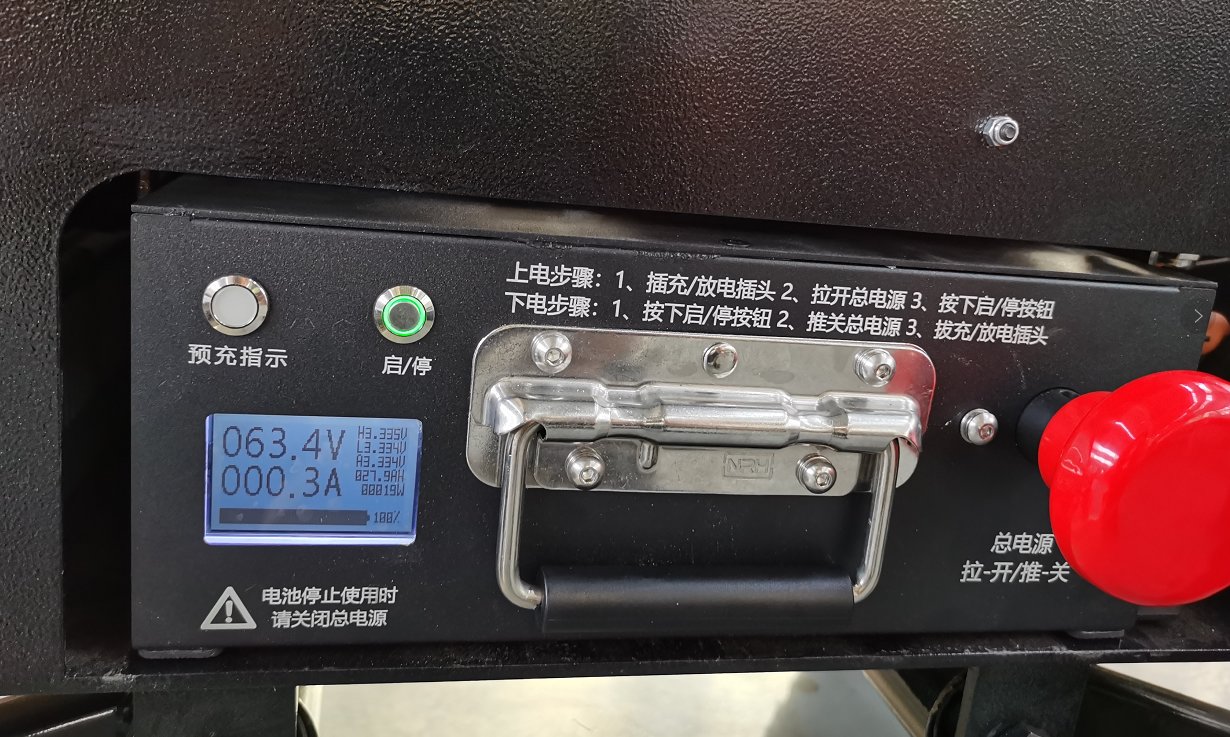 上电步骤：1、插充/放电插头 2、拉开总电源 3、按下启/停按钮
下电步骤：1、按下启/停按钮 2、推关总电源 3、拔充/放电插头
预充指示
启/停
063.4V
000.3A
H3.335V
L3.334V
A3.334V
027.9AH
00019W
100%
NRH
总电源
拉-开/推-关
电池停止使用时
请关闭总电源